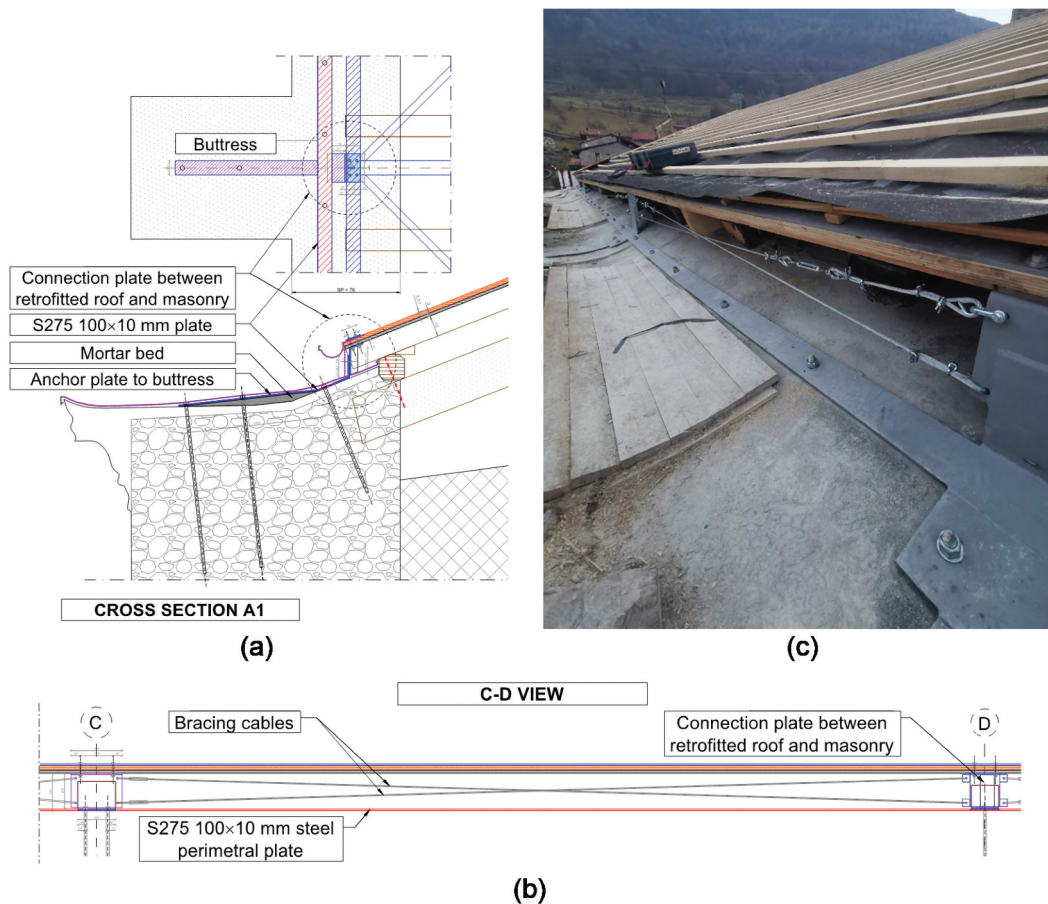 Buttress
SP = 76
Connection plate between
retrofitted roof and masonry
S275 100×10 mm plate
Mortar bed
Anchor plate to buttress
CROSS SECTION A1
(a)
(c)
C-D VIEW
C
Bracing cables
Connection plate between
retrofitted roof and masonry
D
S275 100×10 mm steel
perimetral plate
(b)